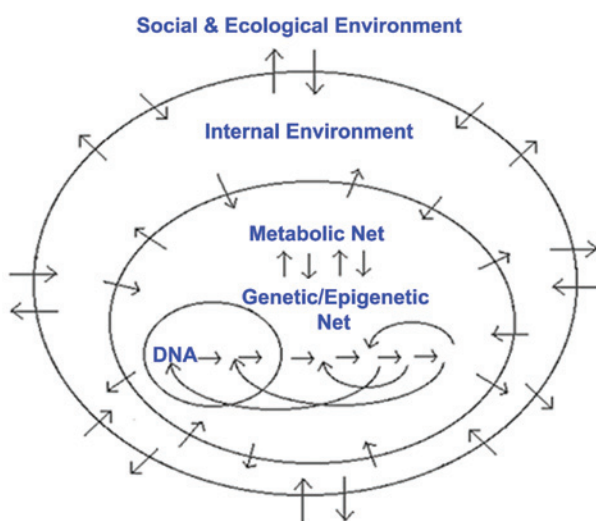 Social & Ecological Environment
Internal Environment
Metabolic Net
Genetic/Epigenetic
Net
DNA